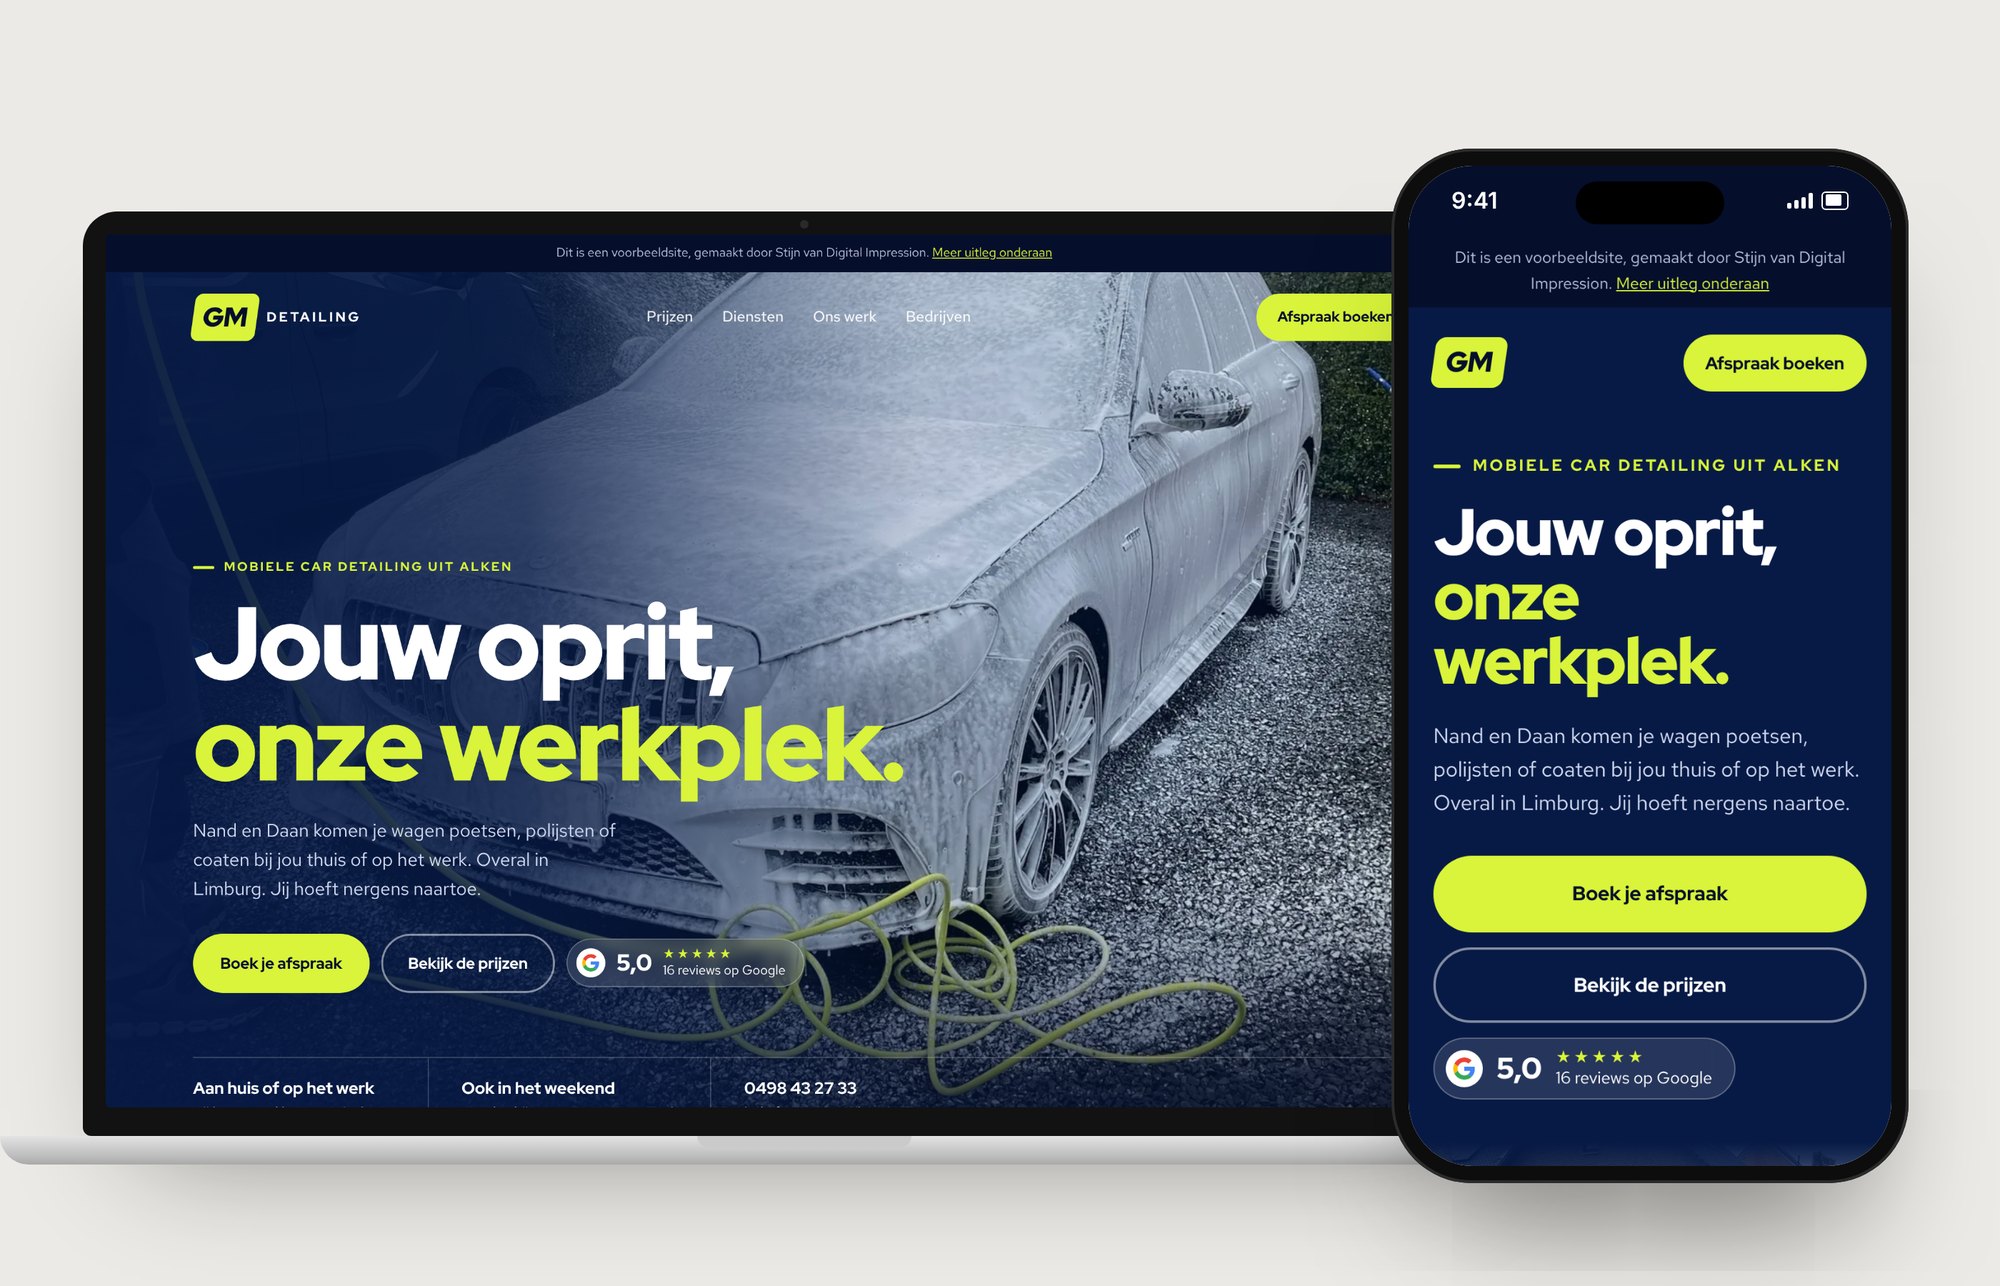 Dit is een voorbeeldsite, gemaakt door Stijn van Digital Impression. Meer uitleg onderaan
GM DETAILING
Prijzen Diensten Ons werk Bedrijven
Afspraak boeken
MOBIELE CAR DETAILING UIT ALKEN
Jouw oprit,
onze werkplek.
Nand en Daan komen je wagen poetsen, polijsten of
coaten bij jou thuis of op het werk. Overal in
Limburg. Jij hoeft nergens naartoe.
Boek je afspraak
Bekijk de prijzen
5,0
16 reviews op Google
Aan huis of op het werk
Ook in het weekend
0498 43 27 33
9:41
Dit is een voorbeeldsite, gemaakt door Stijn van Digital
Impression. Meer uitleg onderaan
GM
Afspraak boeken
MOBIELE CAR DETAILING UIT ALKEN
Jouw oprit,
onze
werkplek.
Nand en Daan komen je wagen poetsen,
polijsten of coaten bij jou thuis of op het werk.
Overal in Limburg. Jij hoeft nergens naartoe.
Boek je afspraak
Bekijk de prijzen
5,0
16 reviews op Google